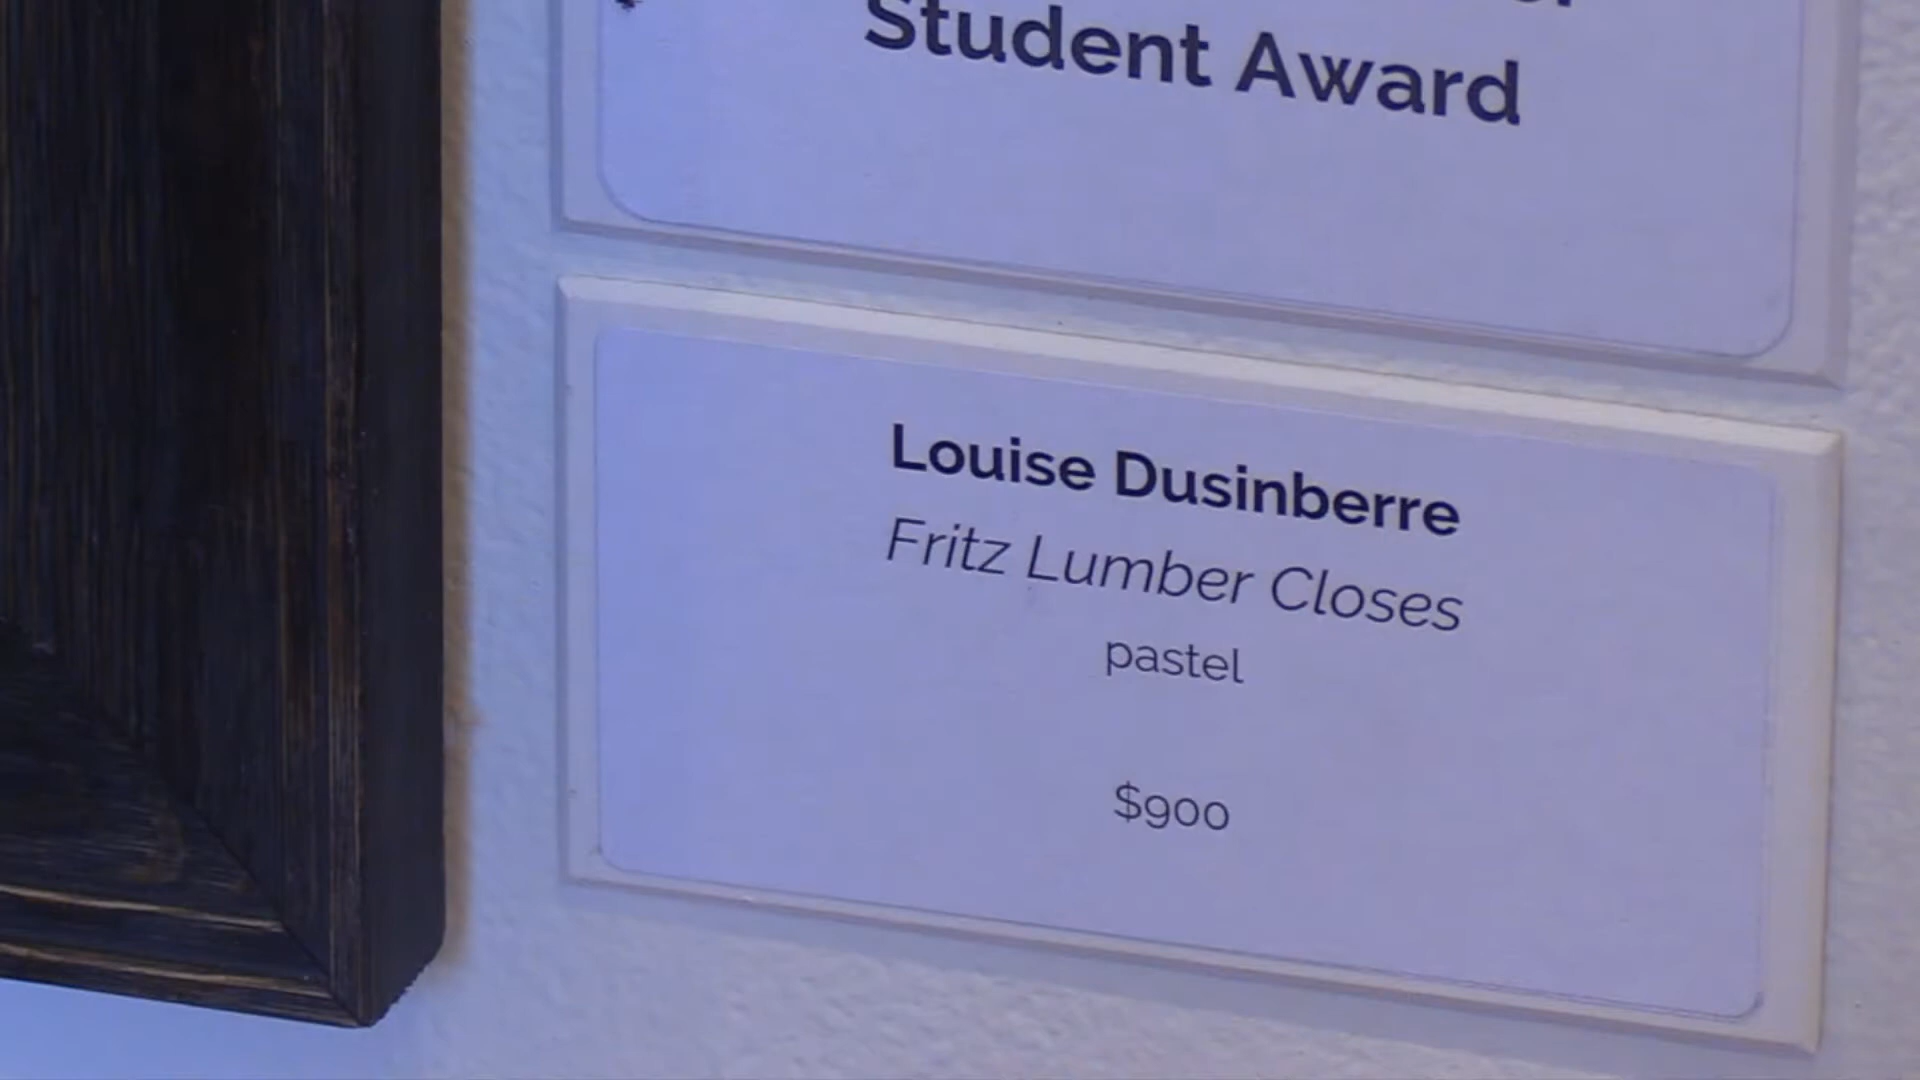 Student Award
Louise Dusinberre
Fritz Lumber Closes
pastel
$900